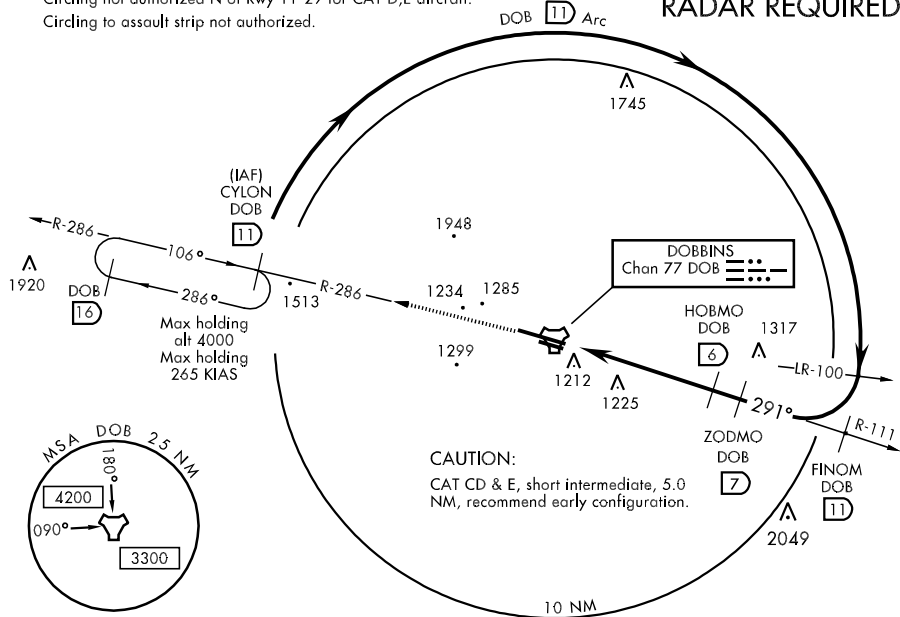 Circling not authorized N of Rwy 11-29 for CAT D,E aircraft.
Circling to assault strip not authorized.
RADAR REQUIRED
DOB 11 Arc
1745
(IAF)
CYLON
DOB
11
R-286
106°
286°
1920
DOB
16
Max holding
alt 4000
Max holding
265 KIAS
1513
R-286
1948
1234
1285
1299
DOBBINS
Chan 77 DOB
HOBMO
DOB
6
1317
LR-100
1212
1225
291°
R-111
ZODMO
DOB
7
FINOM
DOB
11
2049
CAUTION:
CAT CD & E, short intermediate, 5.0
NM, recommend early configuration.
MSA DOB 25 NM
180°
4200
090°
3300
10 NM